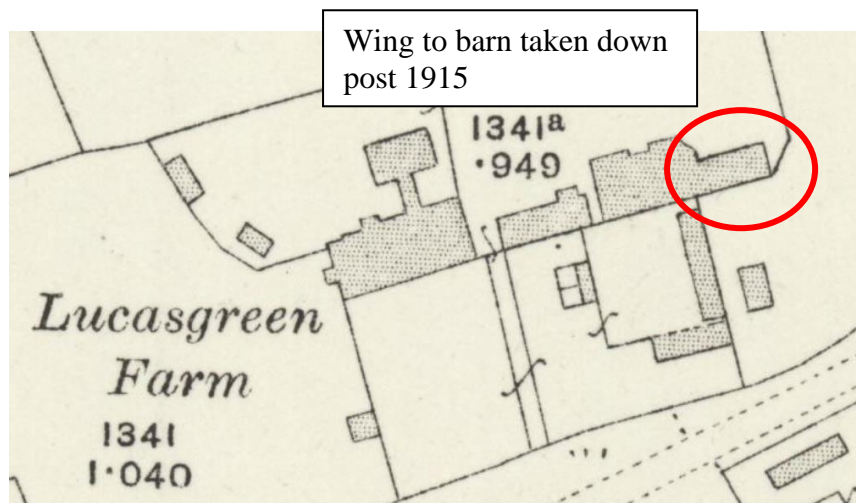 Wing to barn taken down
post 1915
1341a
·949
Lucasgreen
Farm
1341
1·040